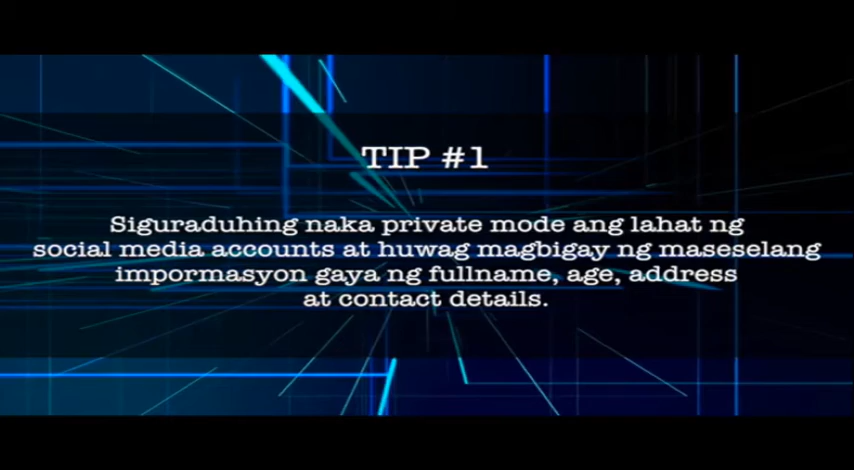 TIP #1
Siguraduhing naka private mode ang lahat ng
social media accounts at huwag magbigay ng maseselang
impormasyon gaya ng fullname, age, address
at contact details.